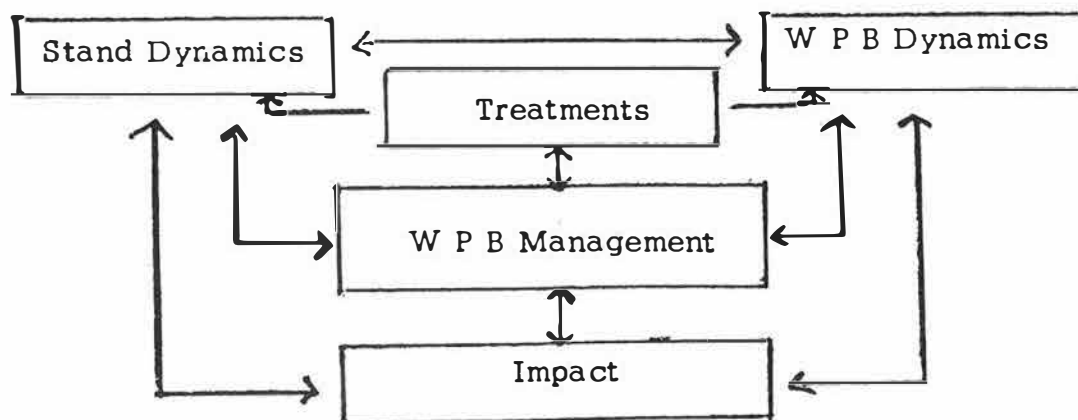 Stand Dynamics
W P B Dynamics
Treatments
W P B Management
Impact